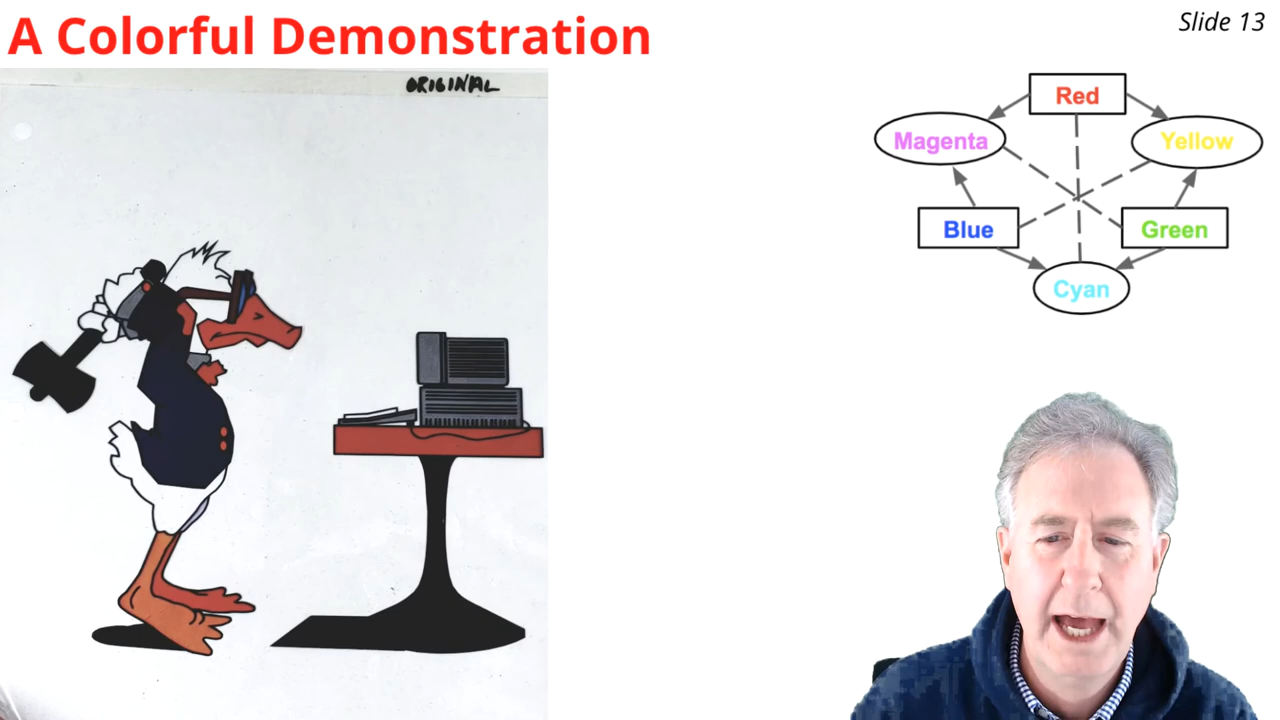 A Colorful Demonstration
Slide 13
ORIGINAL
Red
Magenta
Yellow
Blue
Green
Cyan